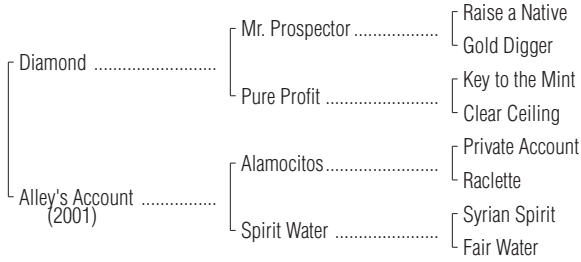 Raise a Native
Mr. Prospector ...................
Gold Digger
Diamond ...........................
Key to the Mint
Pure Profit .........................
Clear Ceiling
Private Account
Alamocitos .........................
Raclette
Alley's Account .................
(2001)
Syrian Spirit
Spirit Water .......................
Fair Water